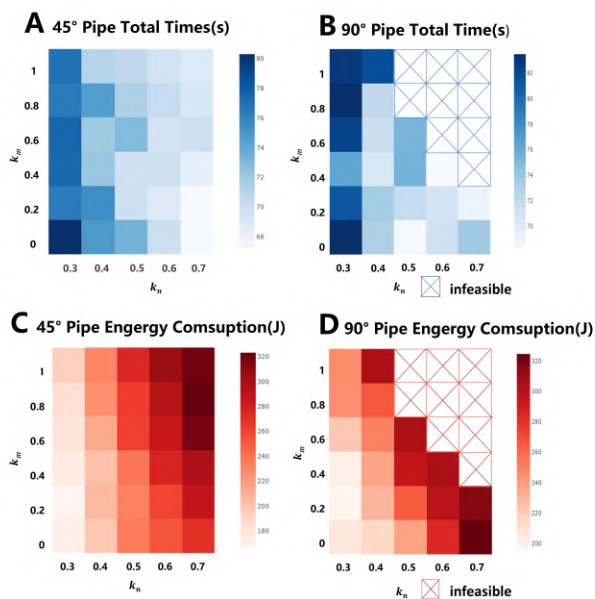 A 45° Pipe Total Times(s)
B 90° Pipe Total Time(s)
1
0.8
0.6
0.4
0.2
0
k_m
0.3 0.4 0.5 0.6 0.7
k_n
80
78
76
74
72
70
68
1
0.8
0.6
0.4
0.2
0
k_m
0.3 0.4 0.5 0.6 0.7
k_n
infeasible
82
80
78
76
74
72
70
C 45° Pipe Engergy Comsuption(J)
D 90° Pipe Engergy Comsuption(J)
1
0.8
0.6
0.4
0.2
0
k_m
0.3 0.4 0.5 0.6 0.7
k_n
320
300
280
260
240
220
200
180
1
0.8
0.6
0.4
0.2
0
k_m
0.3 0.4 0.5 0.6 0.7
k_n
infeasible
320
300
280
260
240
220
200